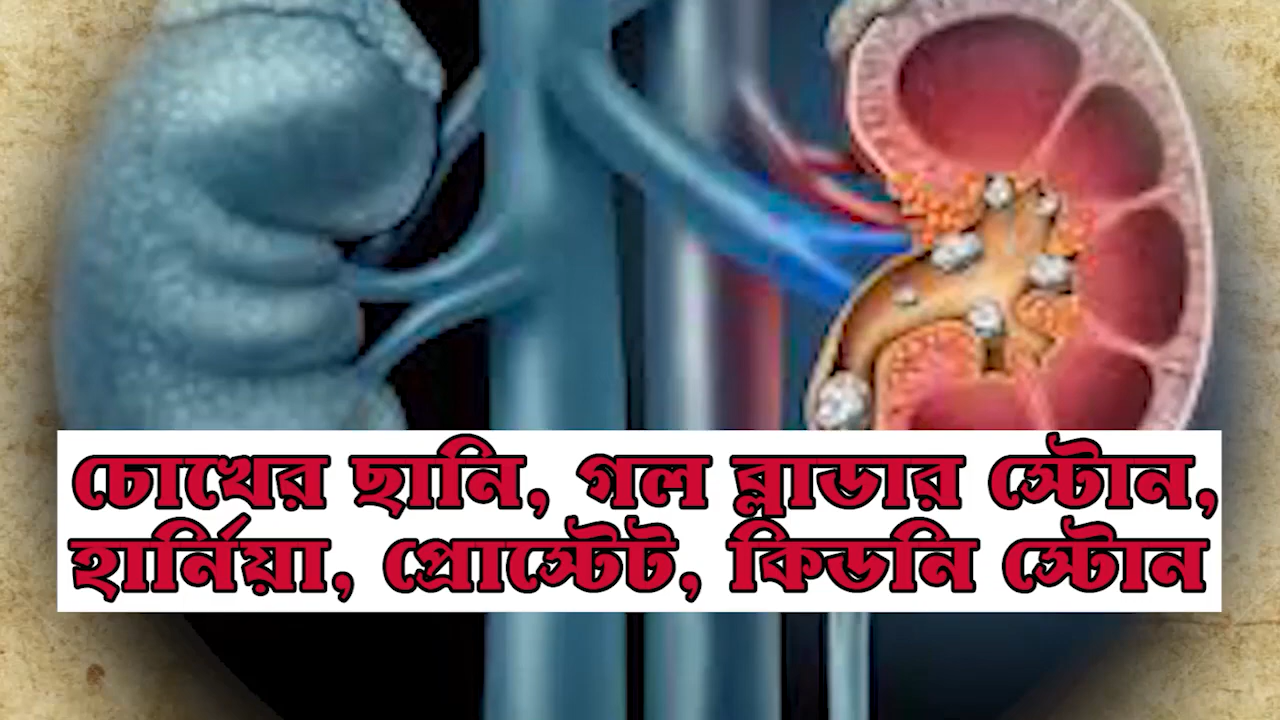 চোখের ছানি, গল ব্লাডার স্টোন,
হার্নিয়া, প্রোস্টেট, কিডনি স্টোন